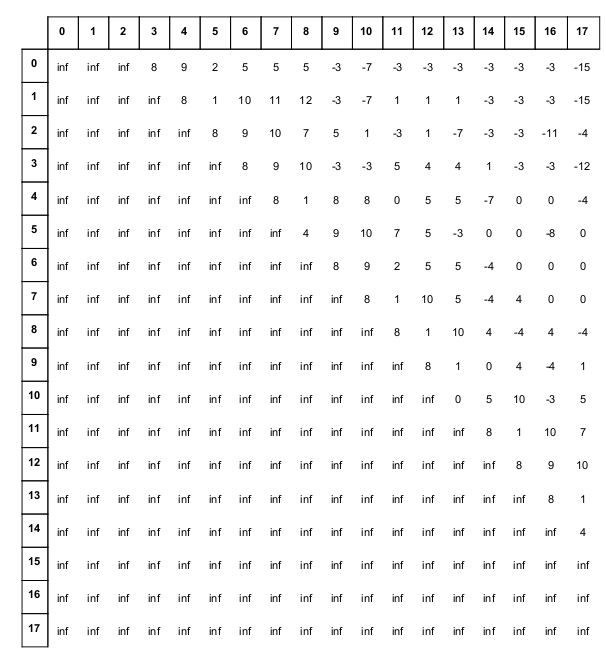 0 1 2 3 4 5 6 7 8 9 10 11 12 13 14 15 16 17
0 inf inf inf 8 9 2 5 5 5 -3 -7 -3 -3 -3 -3 -3 -3 -15
1 inf inf inf inf 8 1 10 11 12 -3 -7 1 1 1 -3 -3 -3 -15
2 inf inf inf inf inf 8 9 10 7 5 1 -3 1 -7 -3 -3 -11 -4
3 inf inf inf inf inf inf 8 9 10 -3 -3 5 4 4 1 -3 -3 -12
4 inf inf inf inf inf inf inf 8 1 8 8 0 5 5 -7 0 0 -4
5 inf inf inf inf inf inf inf inf 4 9 10 7 5 -3 0 0 -8 0
6 inf inf inf inf inf inf inf inf inf 8 9 2 5 5 -4 0 0 0
7 inf inf inf inf inf inf inf inf inf inf 8 1 10 5 -4 4 0 0
8 inf inf inf inf inf inf inf inf inf inf inf 8 1 10 4 -4 4 -4
9 inf inf inf inf inf inf inf inf inf inf inf inf 8 1 0 4 -4 1
10 inf inf inf inf inf inf inf inf inf inf inf inf inf 0 5 10 -3 5
11 inf inf inf inf inf inf inf inf inf inf inf inf inf inf 8 1 10 7
12 inf inf inf inf inf inf inf inf inf inf inf inf inf inf inf 8 9 10
13 inf inf inf inf inf inf inf inf inf inf inf inf inf inf inf inf 8 1
14 inf inf inf inf inf inf inf inf inf inf inf inf inf inf inf inf inf 4
15 inf inf inf inf inf inf inf inf inf inf inf inf inf inf inf inf inf inf
16 inf inf inf inf inf inf inf inf inf inf inf inf inf inf inf inf inf inf
17 inf inf inf inf inf inf inf inf inf inf inf inf inf inf inf inf inf inf